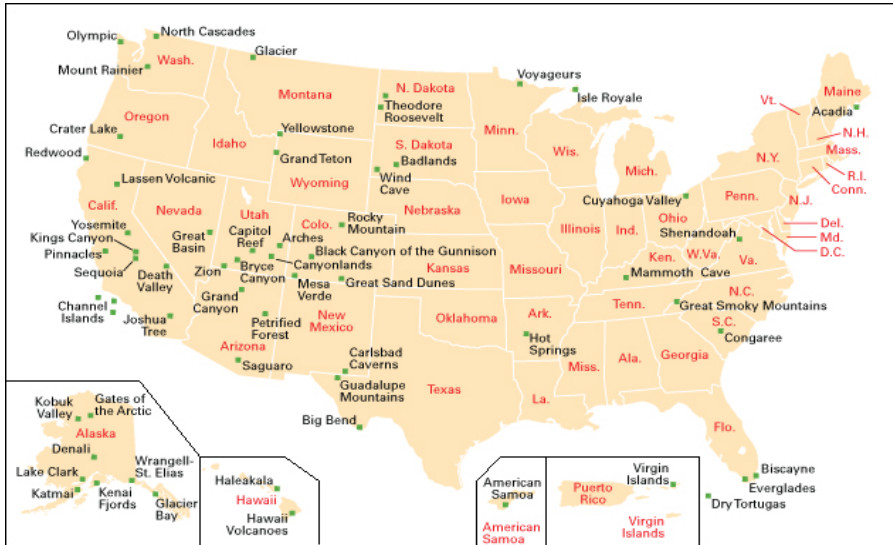 Olympic
North Cascades
Glacier
Mount Rainier
Wash.
Voyageurs
Isle Royale
Montana
N. Dakota
Theodore
Roosevelt
Minn.
Maine
Acadia
Vt.
N.H.
Oregon
Crater Lake
Idaho
Yellowstone
S. Dakota
Badlands
Wis.
Mich.
N.Y.
Mass.
R.I.
Conn.
Redwood
Grand Teton
Wyoming
Wind
Cave
Lassen Volcanic
Iowa
Cuyahoga Valley
Penn.
N.J.
Calif.
Nevada
Utah
Colo.
Rocky
Mountain
Nebraska
Illinois
Ind.
Ohio
Shenandoah
Del.
Md.
D.C.
Yosemite
Kings Canyon
Pinnacles
Sequoia
Great
Basin
Capitol
Reef
Arches
Black Canyon of the Gunnison
Canyonlands
Kansas
Missouri
Ken.
W.Va.
Va.
Death
Valley
Zion
Bryce
Canyon
Mesa
Verde
Great Sand Dunes
Mammoth Cave
Channel
Islands
Joshua
Tree
Grand
Canyon
Petrified
Forest
New
Mexico
Oklahoma
Ark.
Hot
Springs
Tenn.
N.C.
Great Smoky Mountains
S.C.
Congaree
Arizona
Saguaro
Carlsbad
Caverns
Guadalupe
Mountains
Texas
Miss.
Ala.
Georgia
La.
Big Bend
Flo.
Biscayne
Everglades
Dry Tortugas
Kobuk
Valley
Gates of
the Arctic
Alaska
Denali
Lake Clark
Katmai
Kenai
Fjords
Wrangell-
St. Elias
Glacier
Bay
Haleakala
Hawaii
Hawaii
Volcanoes
American
Samoa
American
Samoa
Puerto
Rico
Virgin
Islands
Virgin
Islands